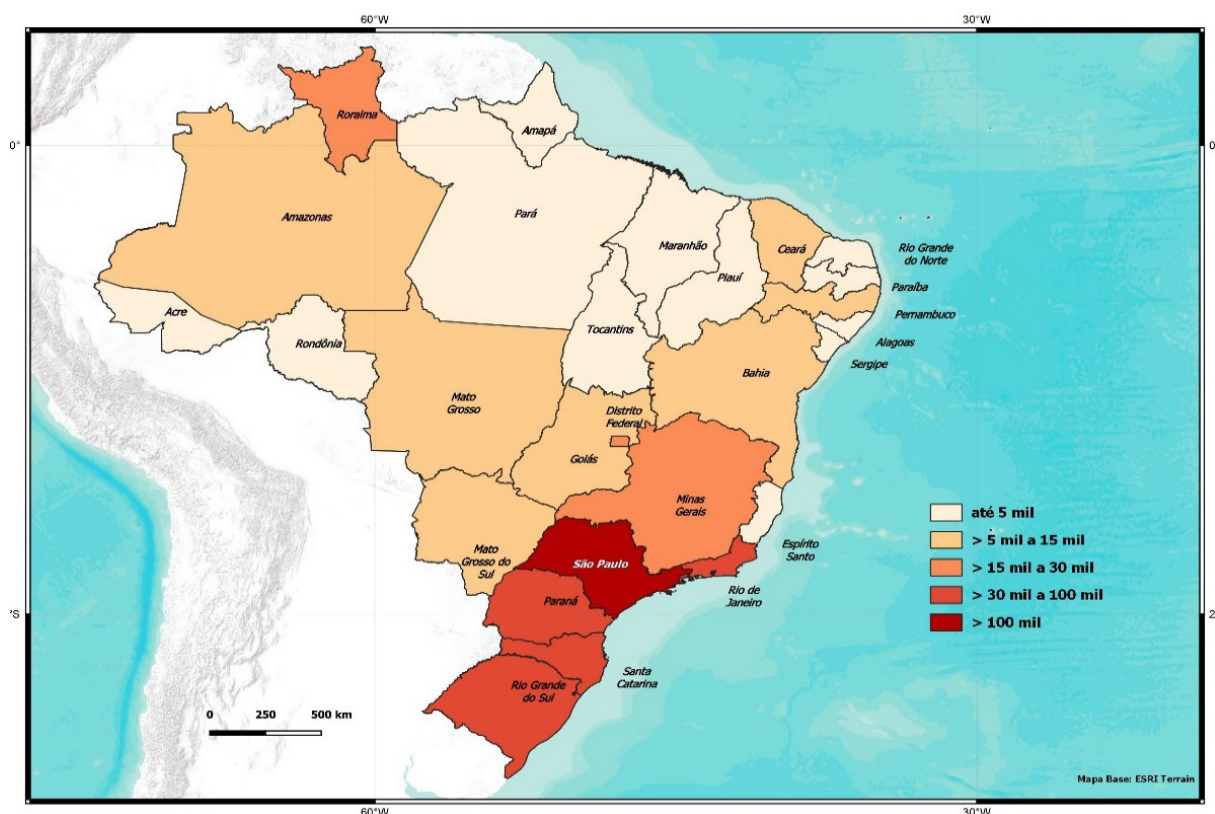 60°W
30°W
Roraima
Amapá
0°
0
Amazonas
Pará
Maranhão
Ceará
Rio Grande
do Norte
Piauí
Paraíba
Acre
Pernambuco
Tocantins
Rondônia
Alagoas
Sergipe
Bahia
Mato
Grosso
Distrito
Federal
Goiás
Minas
Gerais
até 5 mil
> 5 mil a 15 mil
> 15 mil a 30 mil
> 30 mil a 100 mil
> 100 mil
Espírito
Santo
Mato
Grosso do
Sul
São Paulo
Rio de
Janeiro
Paraná
°S
2
Santa
Catarina
Rio Grande
do Sul
0 250 500 km
Mapa Base: ESRI Terrain
60°W
30°W